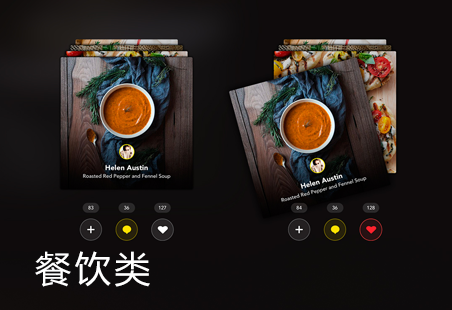 Helen Austin
Roasted Red Pepper and Fennel Soup
83 36 127
Helen Austin
Roasted Red Pepper and Fennel Soup
84 36 128
餐饮类